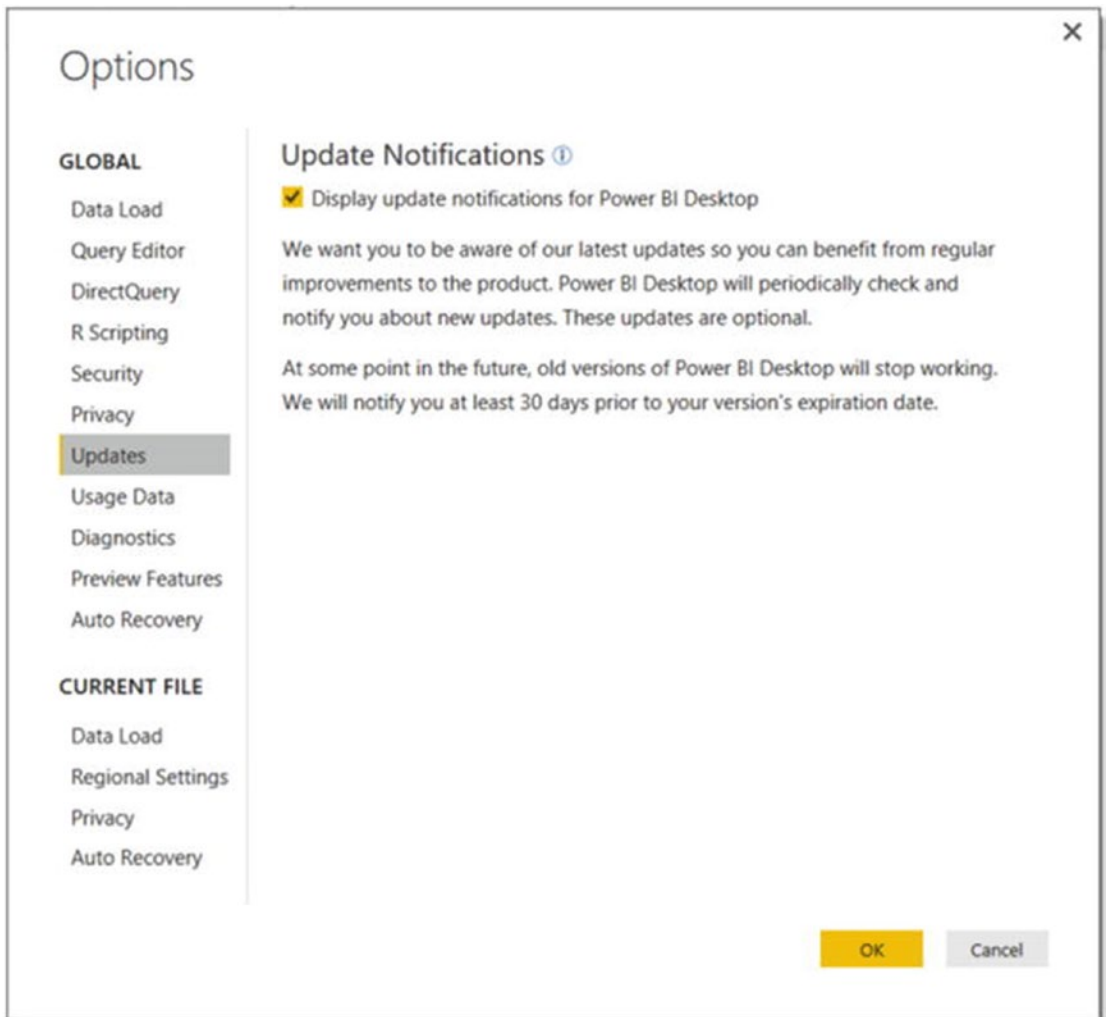 Options
GLOBAL
Data Load
Query Editor
DirectQuery
R Scripting
Security
Privacy
Updates
Usage Data
Diagnostics
Preview Features
Auto Recovery
CURRENT FILE
Data Load
Regional Settings
Privacy
Auto Recovery
Update Notifications
Display update notifications for Power BI Desktop
We want you to be aware of our latest updates so you can benefit from regular
improvements to the product. Power BI Desktop will periodically check and
notify you about new updates. These updates are optional.
At some point in the future, old versions of Power BI Desktop will stop working.
We will notify you at least 30 days prior to your version's expiration date.
OK
Cancel